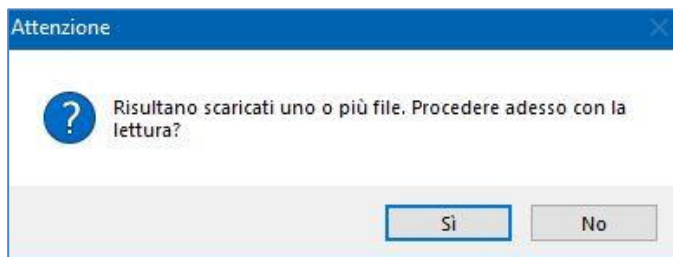 Attenzione
Risultano scaricati uno o più file. Procedere adesso con la
lettura?
Sì
No